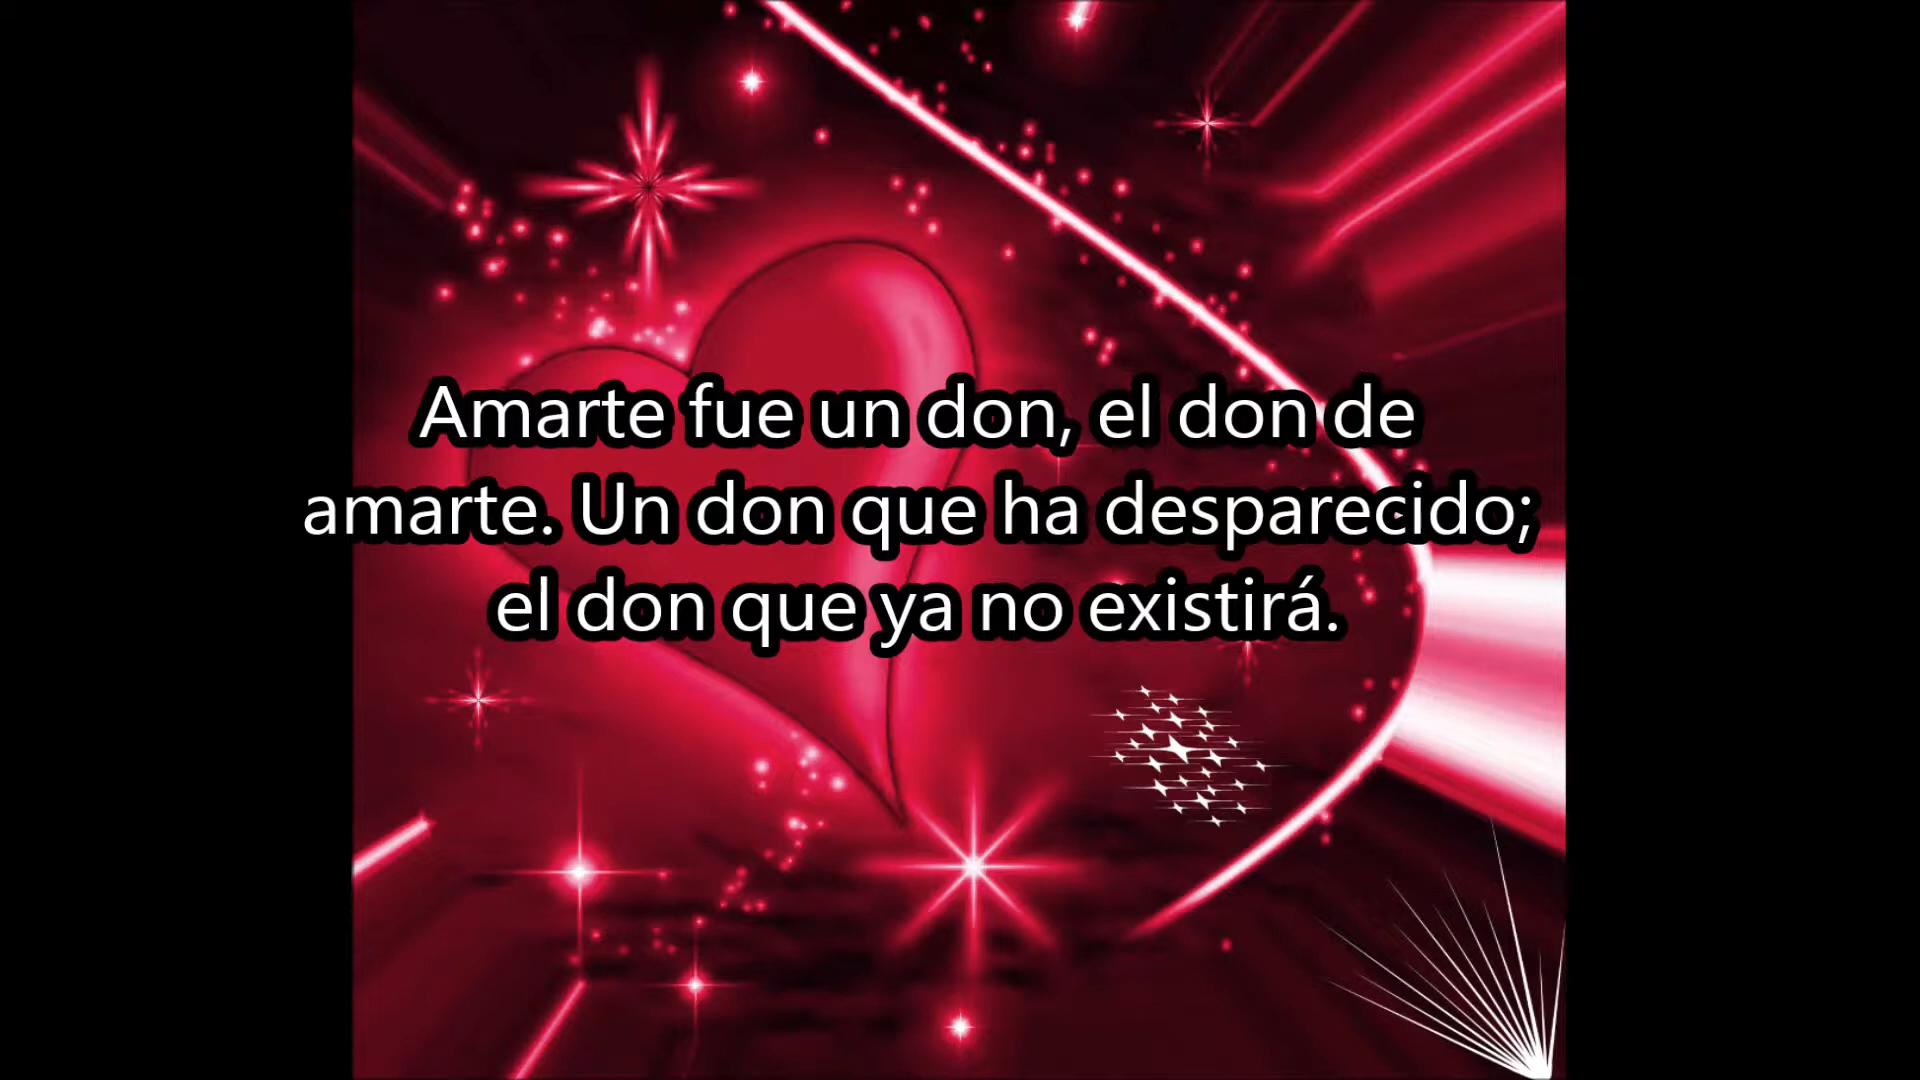 Amarte fue un don, el don de
amarte. Un don que ha desparecido;
el don que ya no existirá.